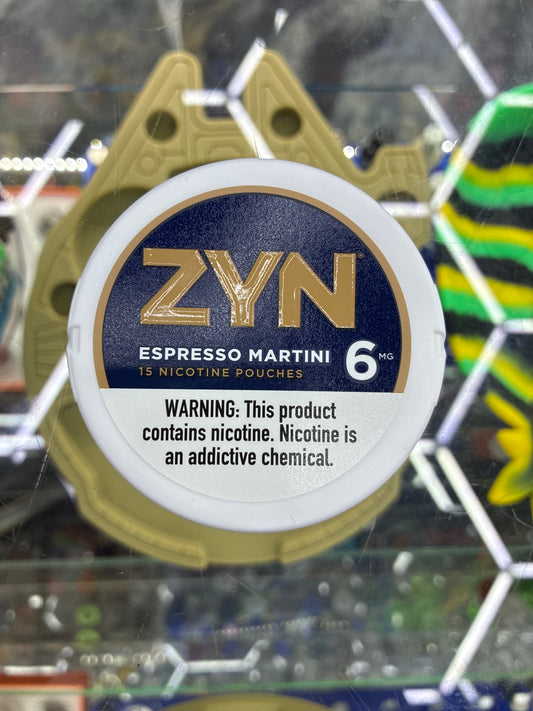 ZYN
ESPRESSO MARTINI 6 MG
15 NICOTINE POUCHES
WARNING: This product
contains nicotine. Nicotine is
an addictive chemical.